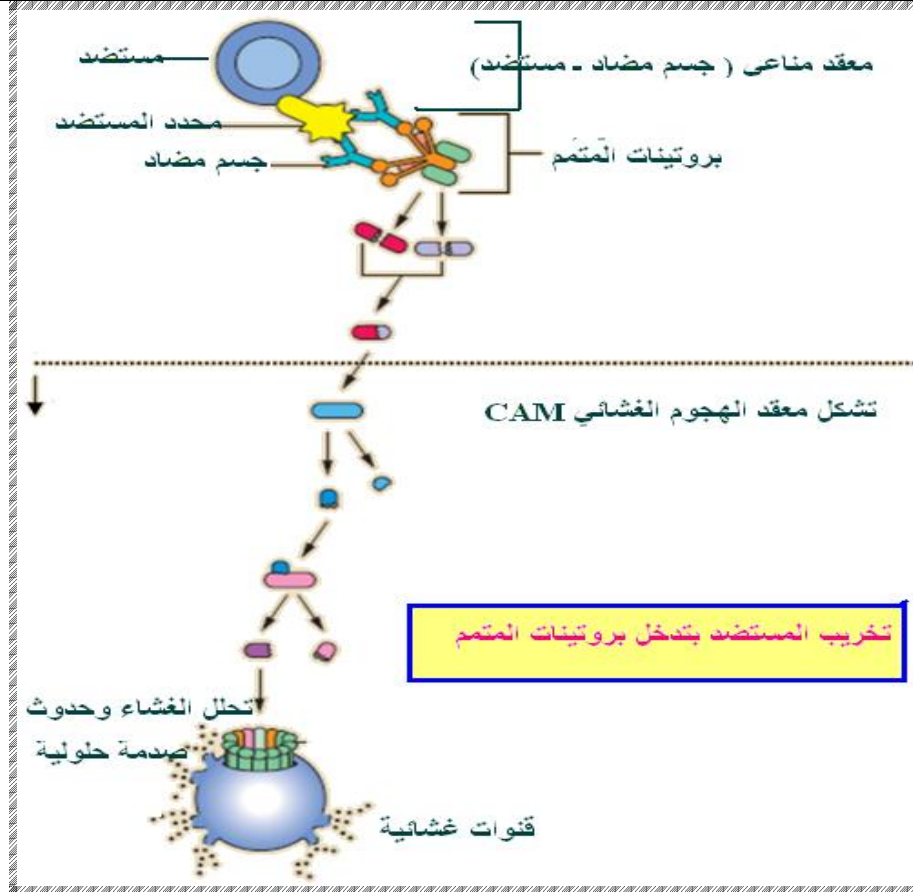 مستضد
معقد مناعي ( جسم مضاد - مستضد)
محدد المستضد
جسم مضاد
بروتينات المتمم
تشكل معقد الهجوم الغشائي CAM
تخريب المستضد بتدخل بروتينات المتمم
تحلل الغشاء وحدوث
صدمة حلولية
قنوات غشائية